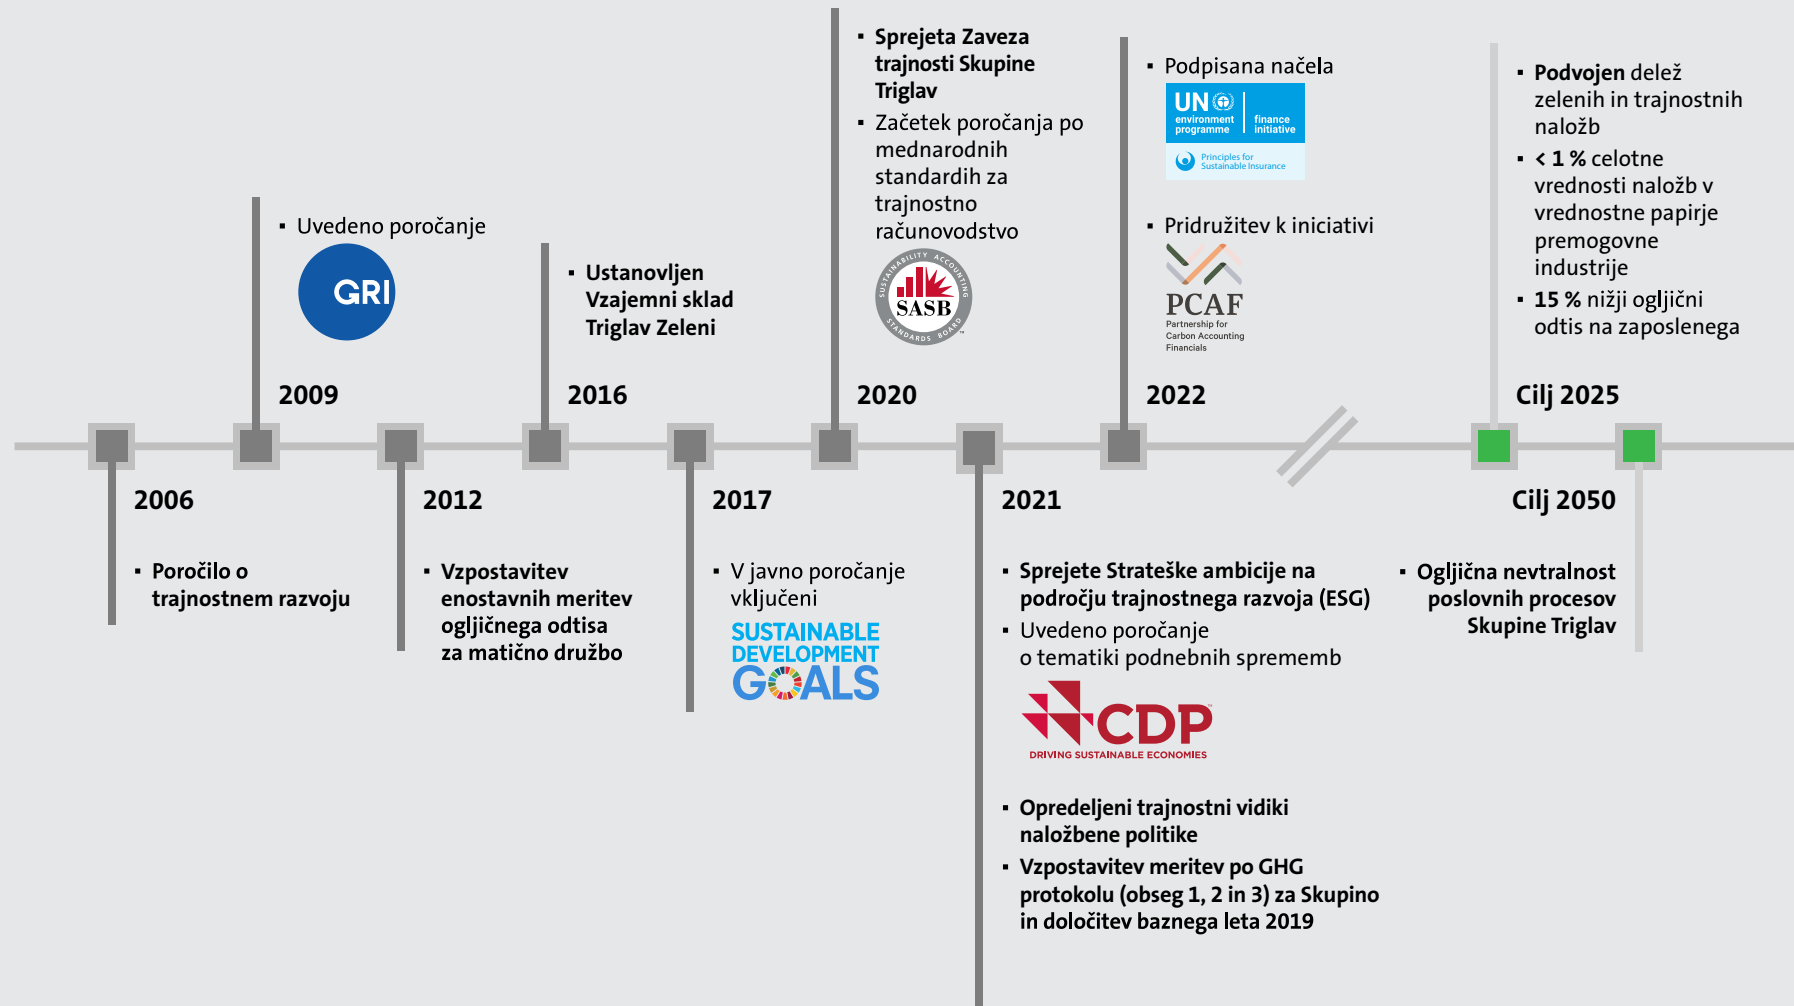 2006
▪ Poročilo o
trajnostnem razvoju
▪ Uvedeno poročanje
GRI
2009
2012
▪ Vzpostavitev
enostavnih meritev
ogljičnega odtisa
za matično družbo
▪ Ustanovljen
Vzajemni sklad
Triglav Zeleni
2016
2017
▪ V javno poročanje
vključeni
SUSTAINABLE
DEVELOPMENT
GOALS
▪ Sprejeta Zaveza
trajnosti Skupine
Triglav
▪ Začetek poročanja po
mednarodnih
standardih za
trajnostno
računovodstvo
SUSTAINABILITY ACCOUNTING
SASB
STANDARDS BOARD
2020
2021
▪ Sprejete Strateške ambicije na
področju trajnostnega razvoja (ESG)
▪ Uvedeno poročanje
o tematiki podnebnih sprememb
CDP
DRIVING SUSTAINABLE ECONOMIES
▪ Opredeljeni trajnostni vidiki
naložbene politike
▪ Vzpostavitev meritev po GHG
protokolu (obseg 1, 2 in 3) za Skupino
in določitev baznega leta 2019
▪ Podpisana načela
UN
environment
programme
finance
initiative
Principles for
Sustainable Insurance
▪ Pridružitev k iniciativi
PCAF
Partnership for
Carbon Accounting
Financials
2022
▪ Podvojen delež
zelenih in trajnostnih
naložb
▪ < 1 % celotne
vrednosti naložb v
vrednostne papirje
premogovne
industrije
▪ 15 % nižji ogljični
odtis na zaposlenega
Cilj 2025
Cilj 2050
▪ Ogljična nevtralnost
poslovnih procesov
Skupine Triglav